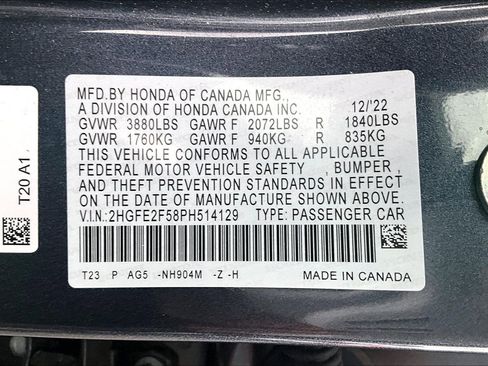 MFD.BY HONDA OF CANADA MFG.,
A DIVISION OF HONDA CANADA INC. 12/'22
GVWR 3880LBS GAWR F 2072LBS R 1840LBS
GVWR 1760KG GAWR F 940KG R 835KG
THIS VEHICLE CONFORMS TO ALL APPLICABLE
FEDERAL MOTOR VEHICLE SAFETY , BUMPER ,
AND THEFT PREVENTION STANDARDS IN EFFECT
ON THE DATE OF MANUFACTURE SHOWN ABOVE.
V.I.N.:2HGFE2F58PH514129 TYPE: PASSENGER CAR
T23 P AG5 -NH904M -Z -H MADE IN CANADA
T20 A1